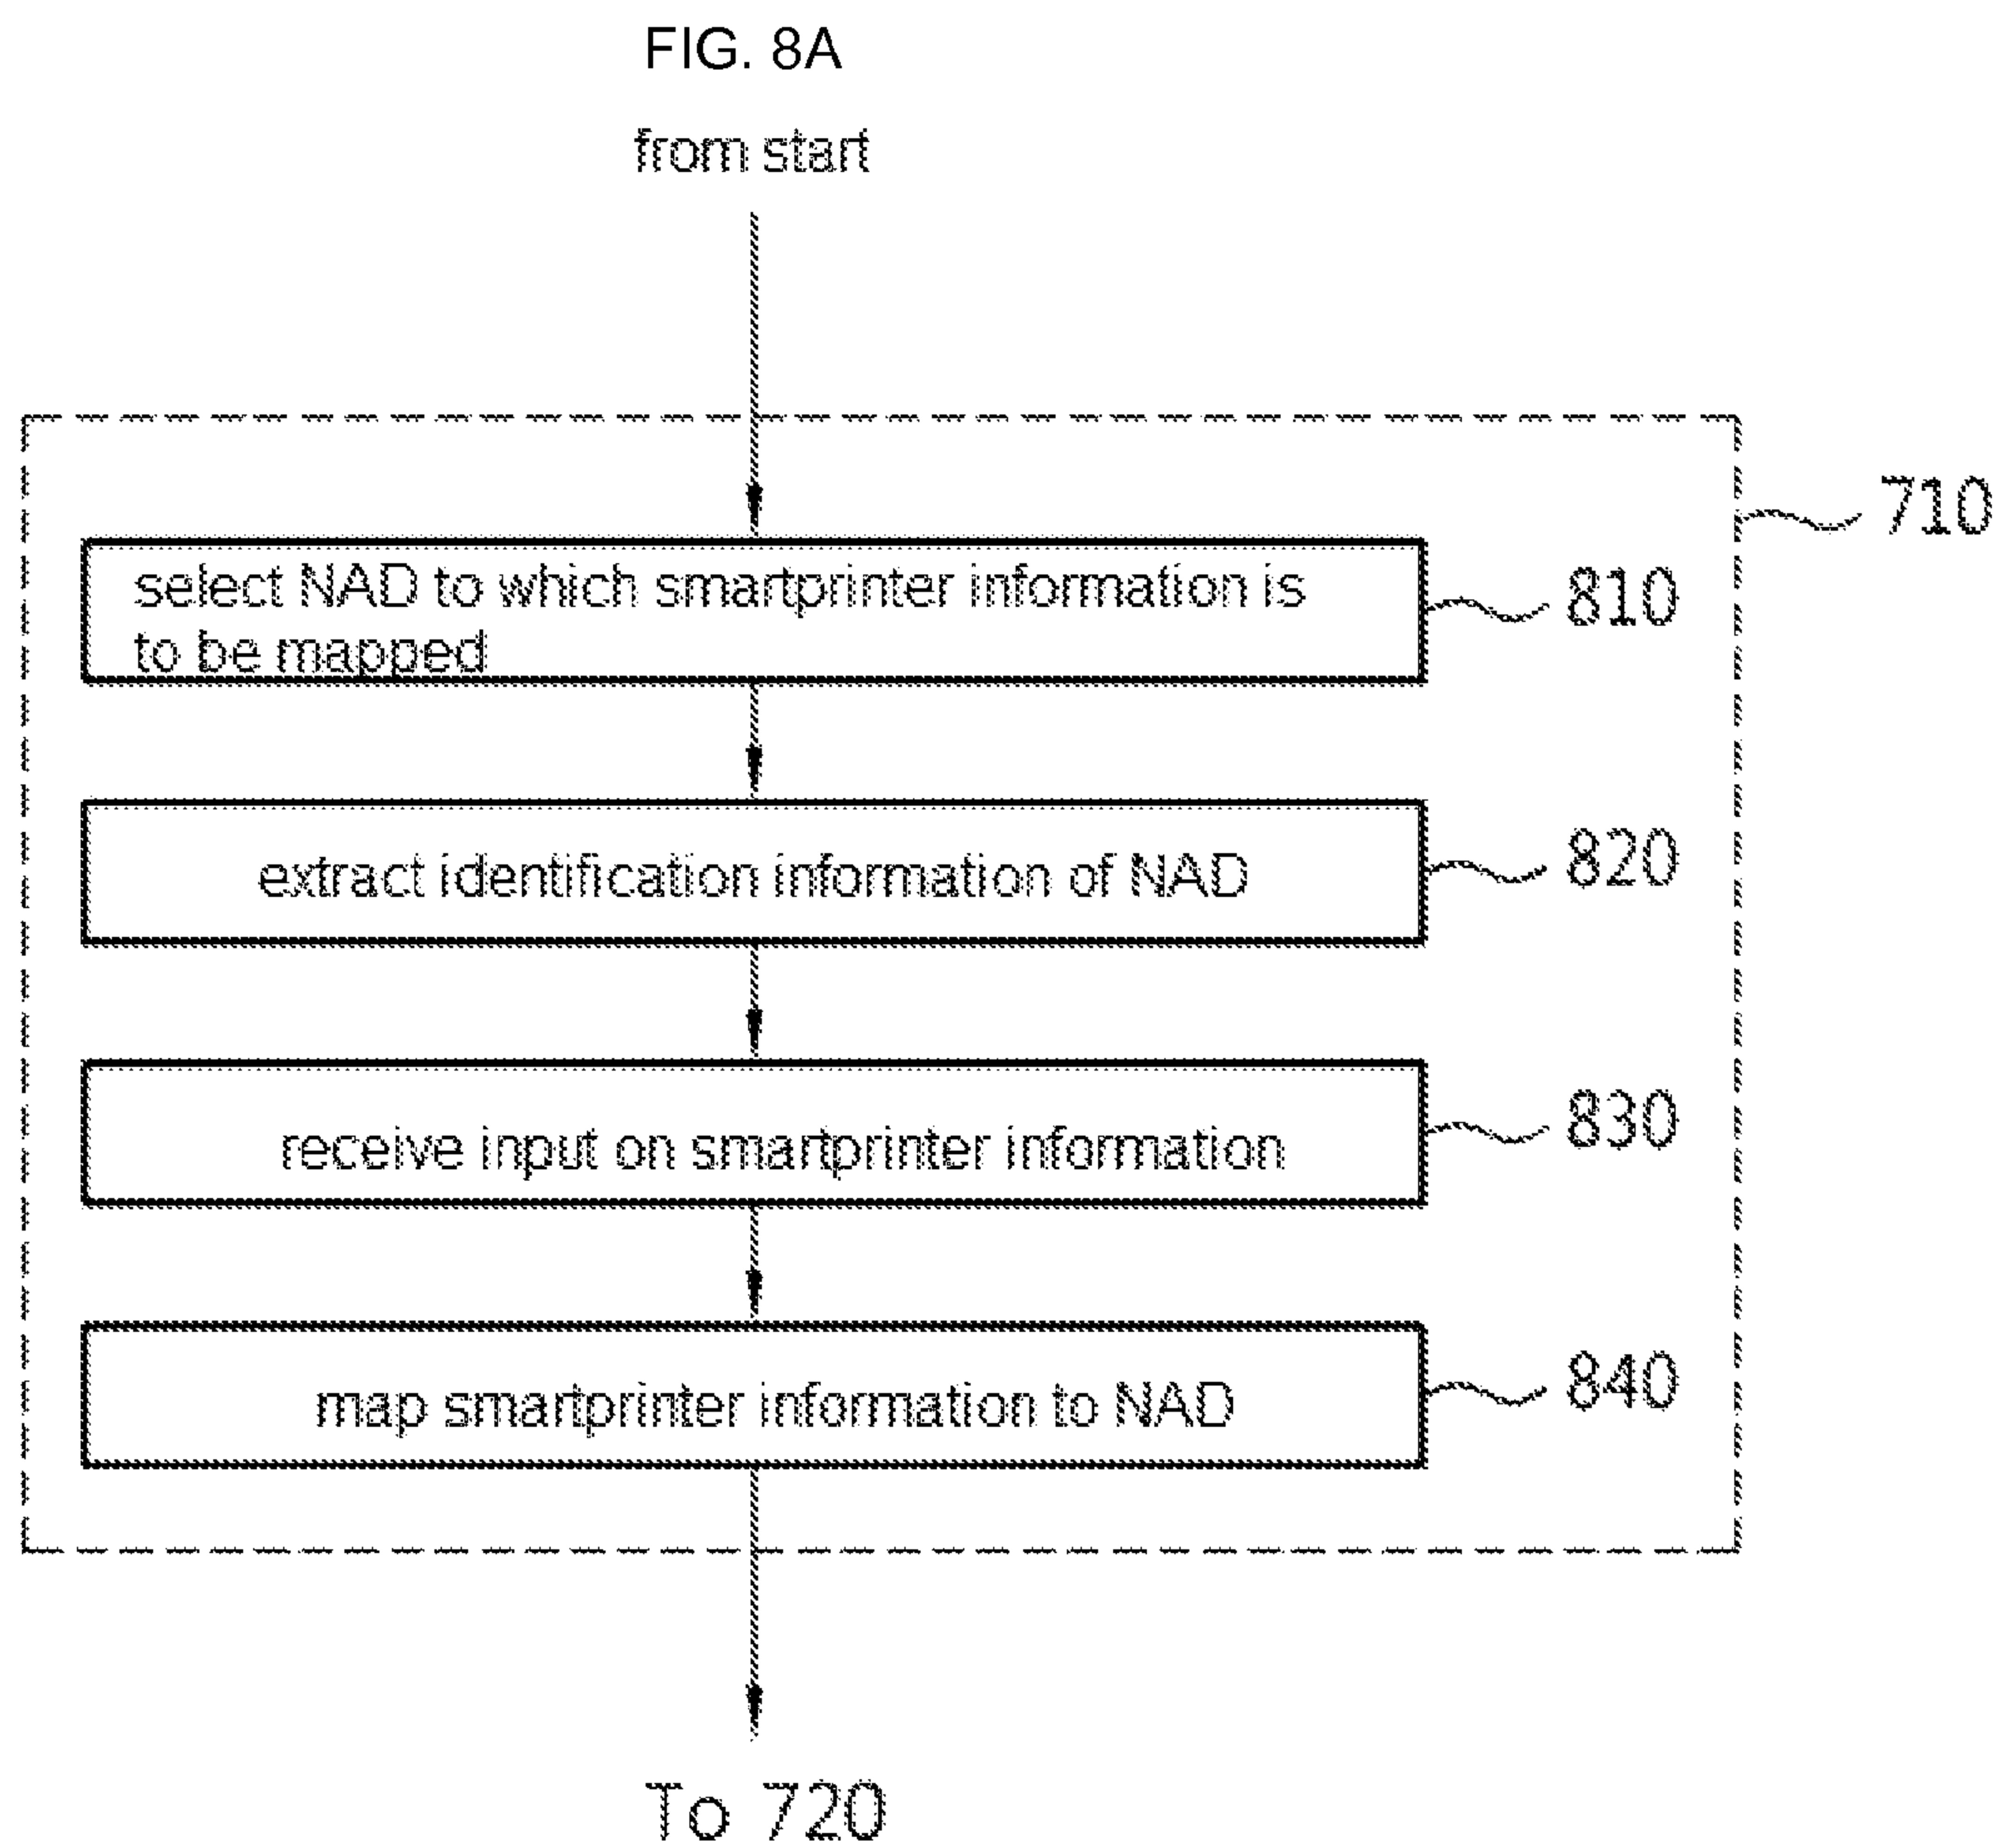 FIG. 8A
from start
710
select NAD to which smartprinter information is
to be mapped
810
extract identification information of NAD
820
receive input on smartprinter information
830
map smartprinter information to NAD
840
To 720